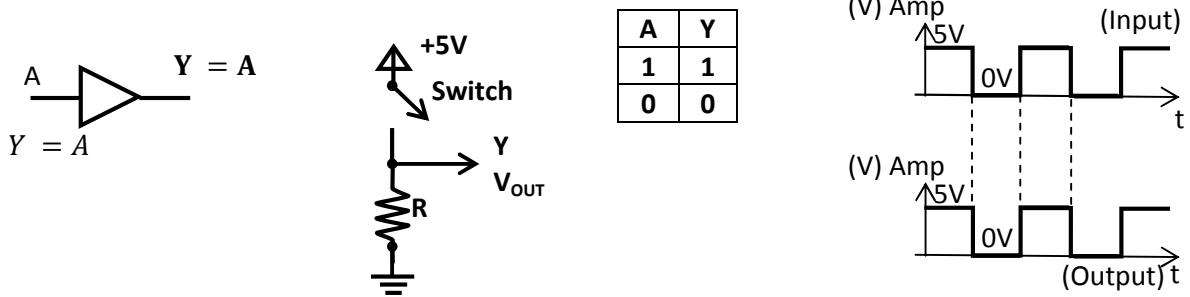 A
Y = A
Y = A
+5V
Switch
Y
VOUT
R
A Y
1 1
0 0
(V) Amp
(Input)
5V
0V
t
(V) Amp
5V
0V
(Output) t